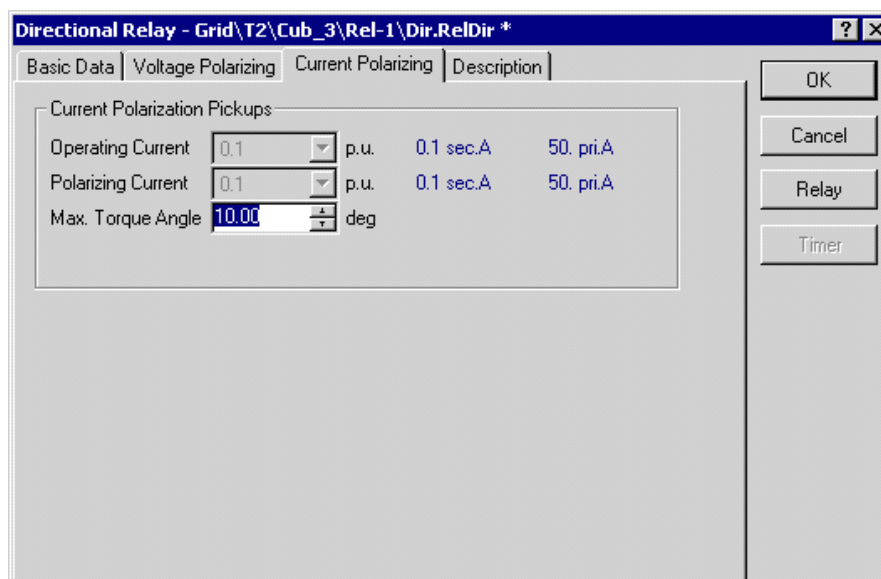 Directional Relay - Grid\T2\Cub_3\Rel-1\Dir.RelDir *
Basic Data Voltage Polarizing Current Polarizing Description
OK
Cancel
Relay
Timer
Current Polarization Pickups
Operating Current 0.1 p.u. 0.1 sec.A 50. pri.A
Polarizing Current 0.1 p.u. 0.1 sec.A 50. pri.A
Max. Torque Angle 10.00 deg